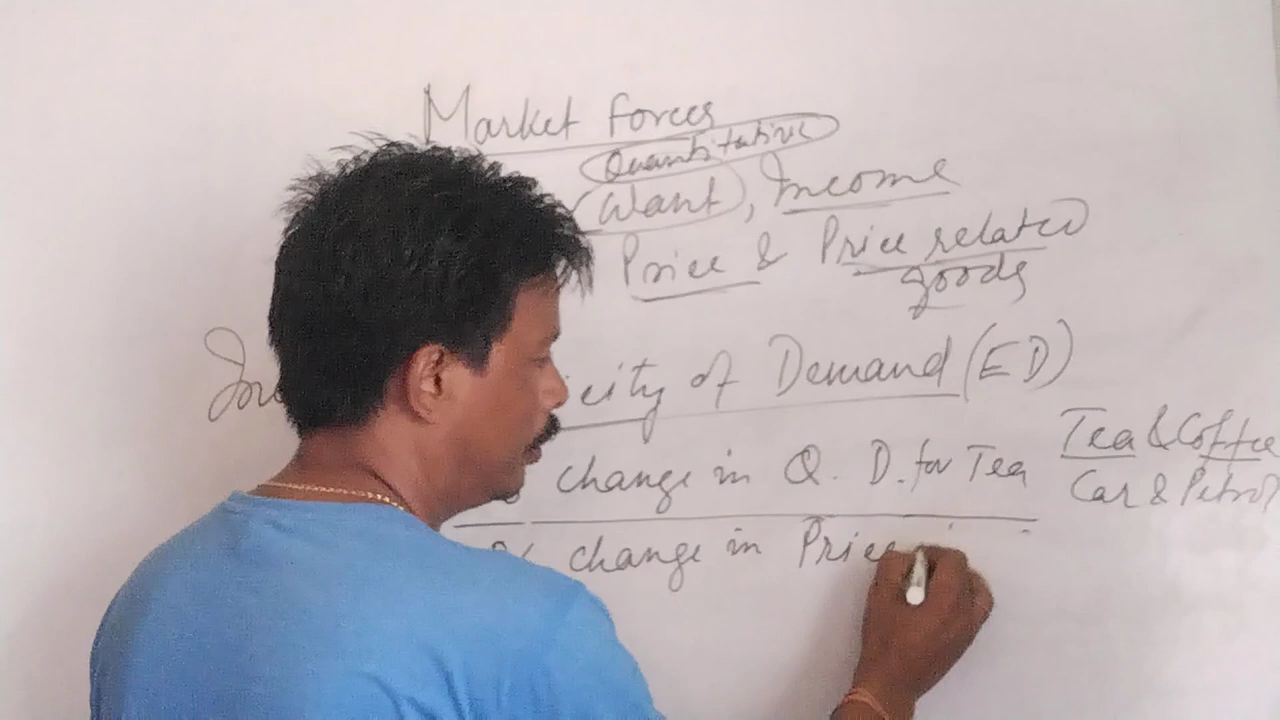 Market forces
Quantitative
Want, Income
Price & Price related
goods
icity of Demand (ED)
Tea & Coffee
Car & Petrol
change in Q. D. for Tea
% change in Price